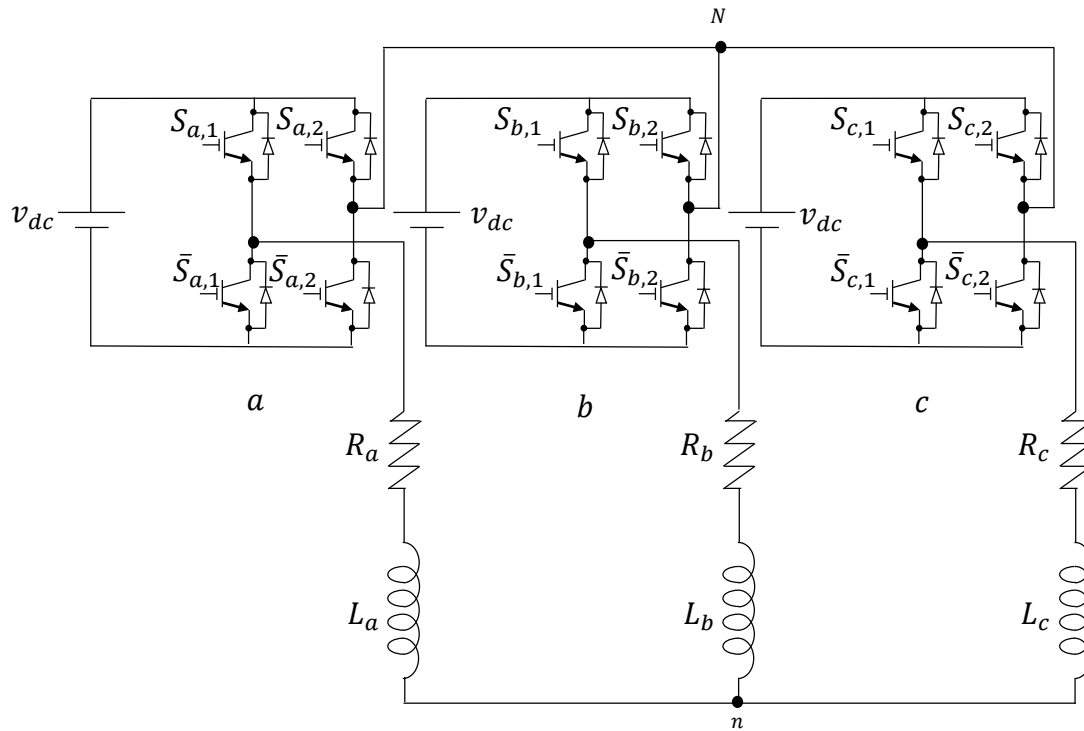 N
S_{a,1} S_{a,2} S_{b,1} S_{b,2} S_{c,1} S_{c,2}
v_{dc} v_{dc} v_{dc}
S̄_{a,1} S̄_{a,2} S̄_{b,1} S̄_{b,2} S̄_{c,1} S̄_{c,2}
a b c
R_a R_b R_c
L_a L_b L_c
n